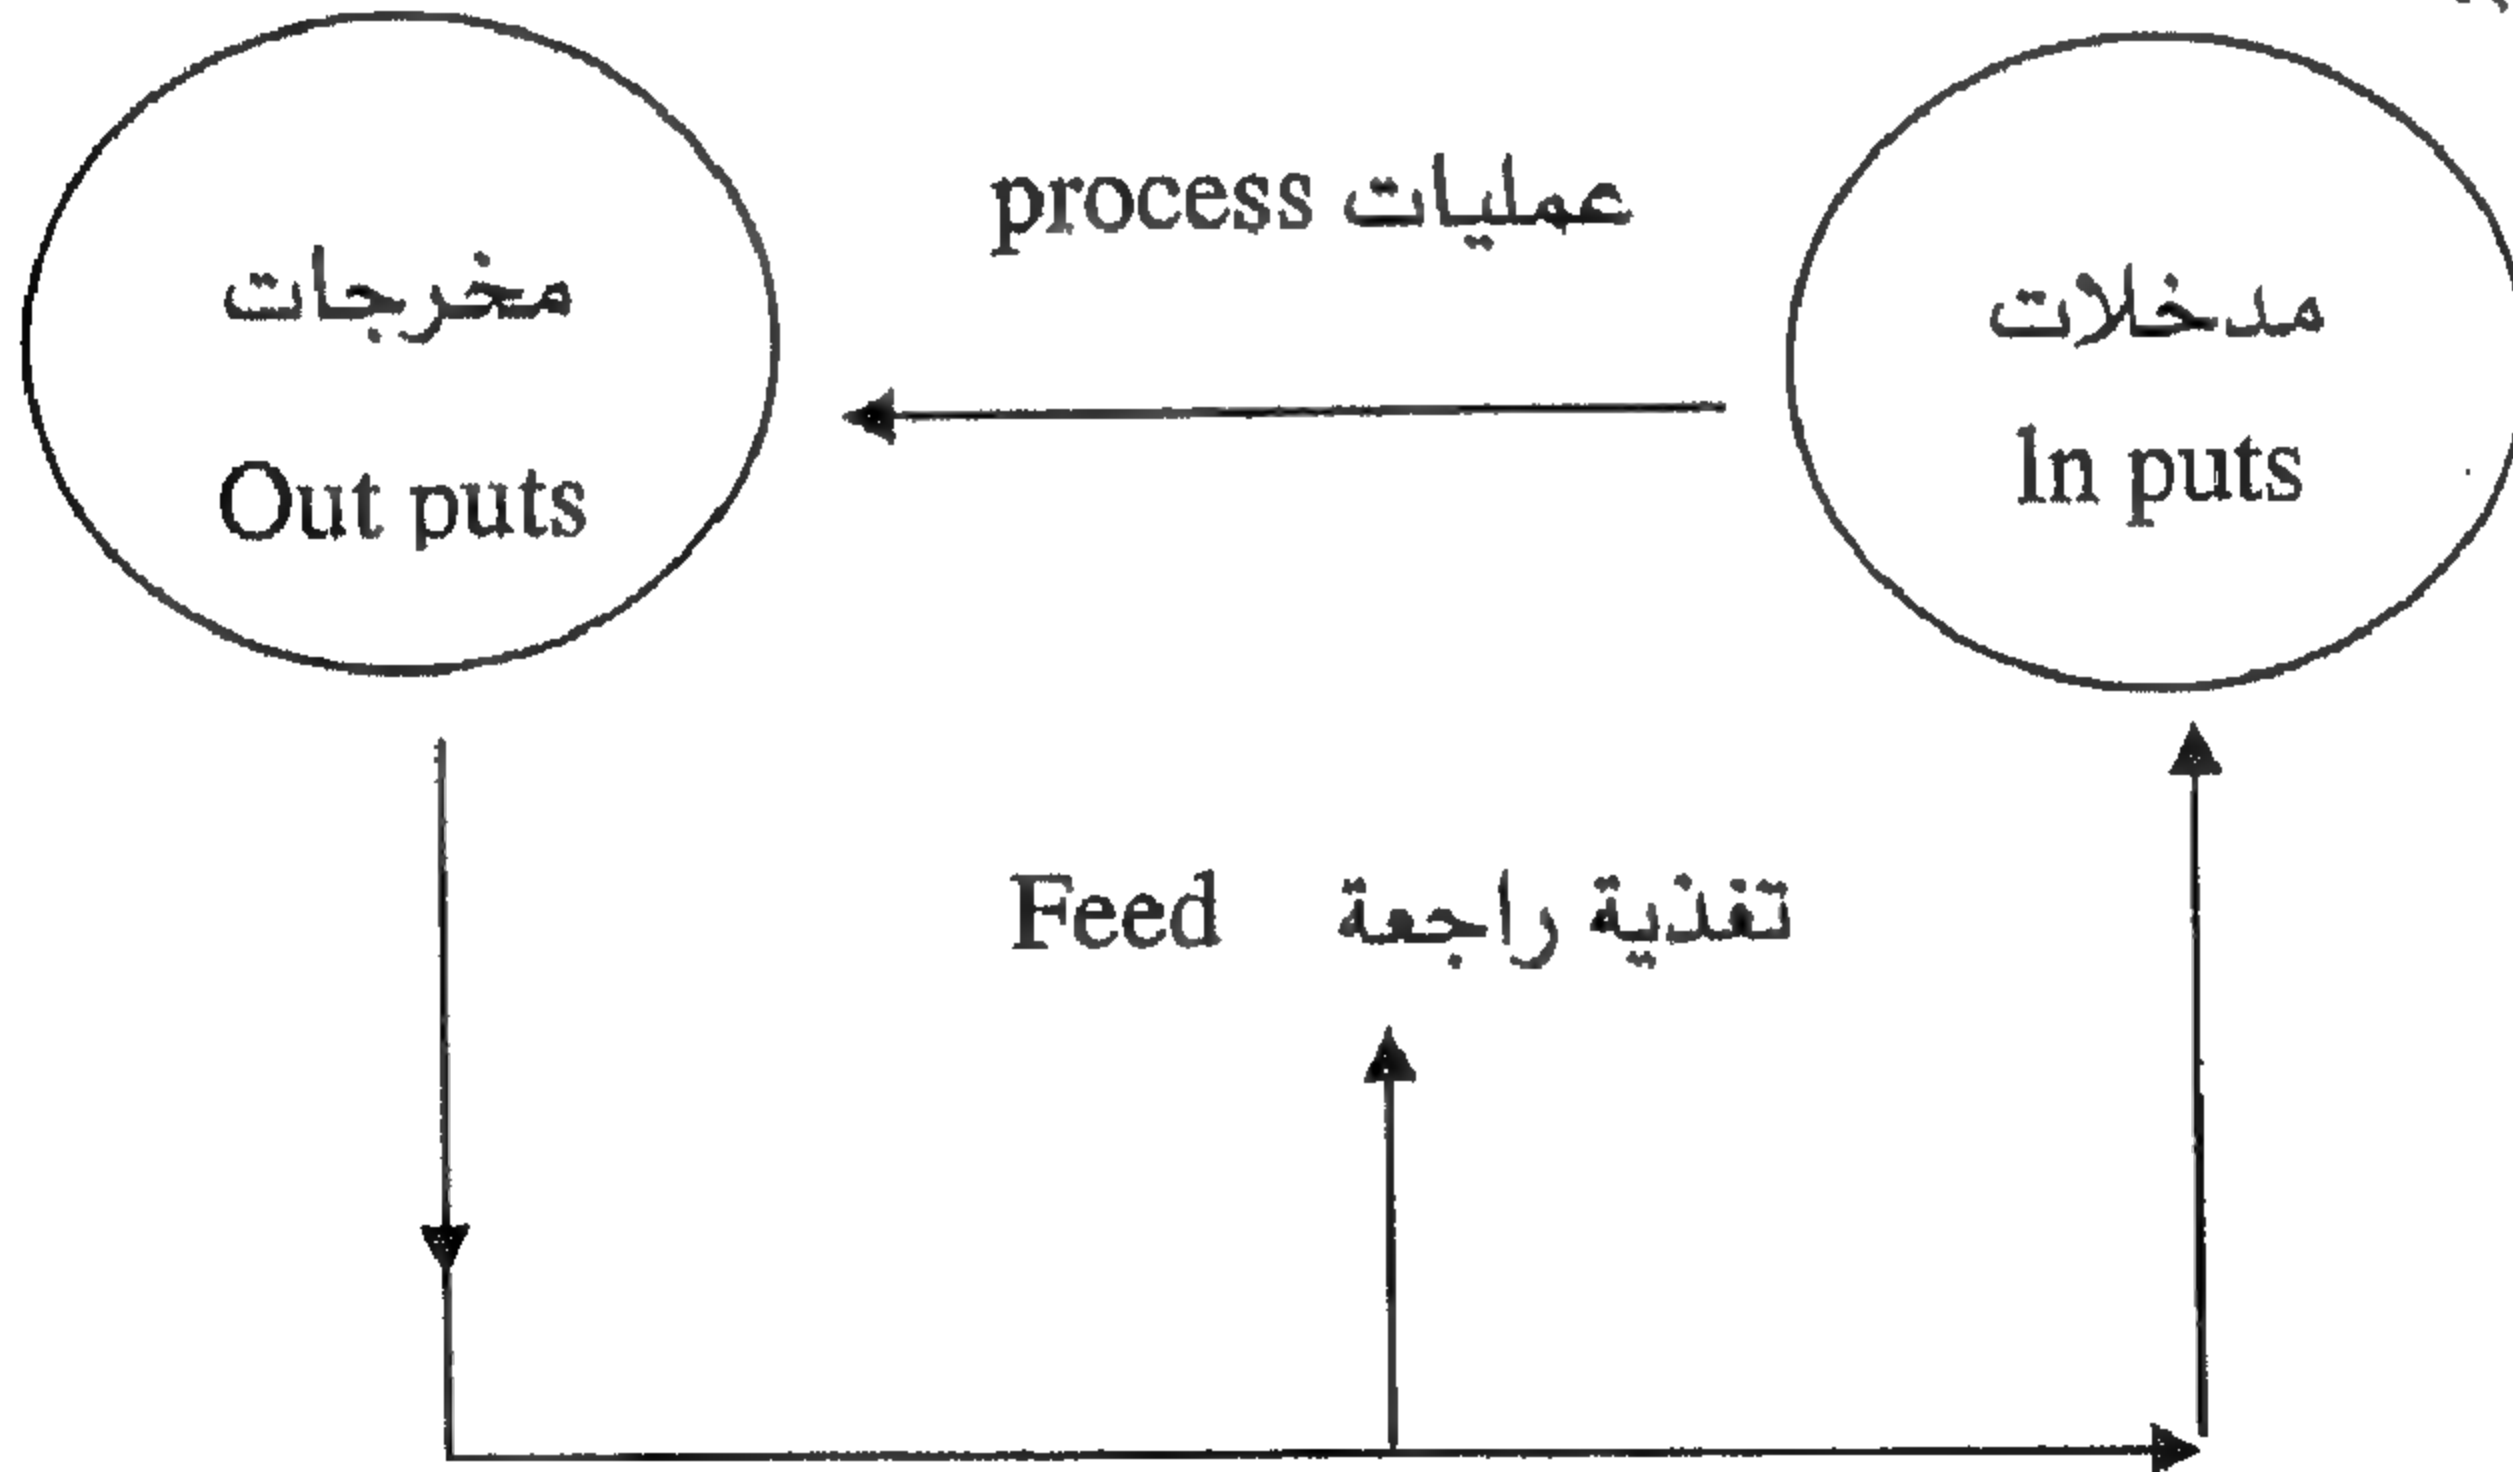 عمليات process
مدخلات
In puts
مخرجات
Out puts
تغذية راجعة Feed